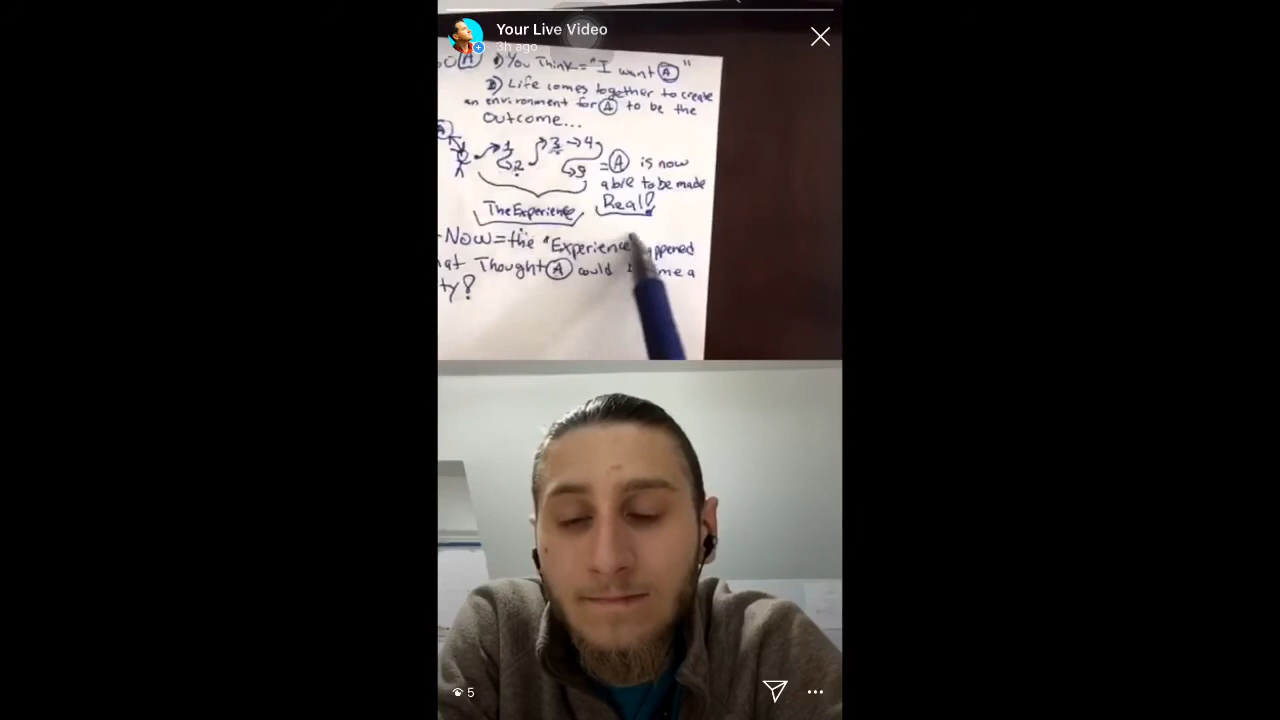 Your Live Video
3h ago
A 1) You Think = "I want A"
2) Life comes together to create
an environment for A to be the
outcome...
A
1 2 3 4 5
= A is now
able to be made
Real!
The Experience
Now = the "Experience
Thought A could
a
5